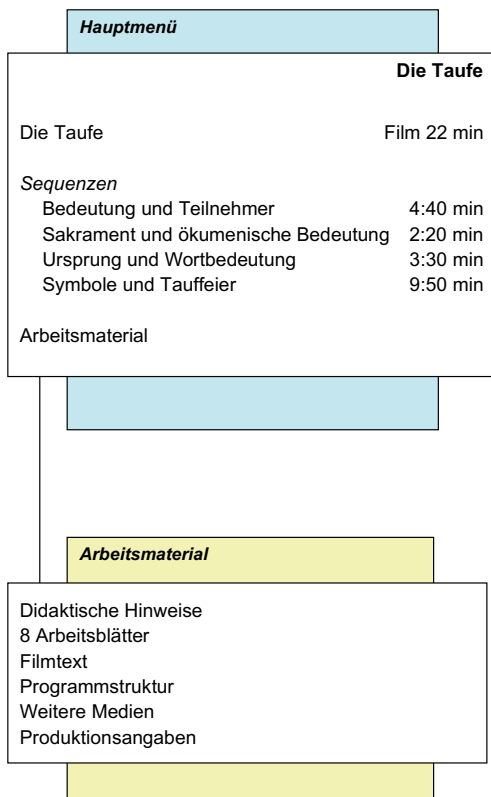 Hauptmenü
Die Taufe
Die Taufe Film 22 min
Sequenzen
Bedeutung und Teilnehmer 4:40 min
Sakrament und ökumenische Bedeutung 2:20 min
Ursprung und Wortbedeutung 3:30 min
Symbole und Tauffeier 9:50 min
Arbeitsmaterial
Arbeitsmaterial
Didaktische Hinweise
8 Arbeitsblätter
Filmtext
Programmstruktur
Weitere Medien
Produktionsangaben